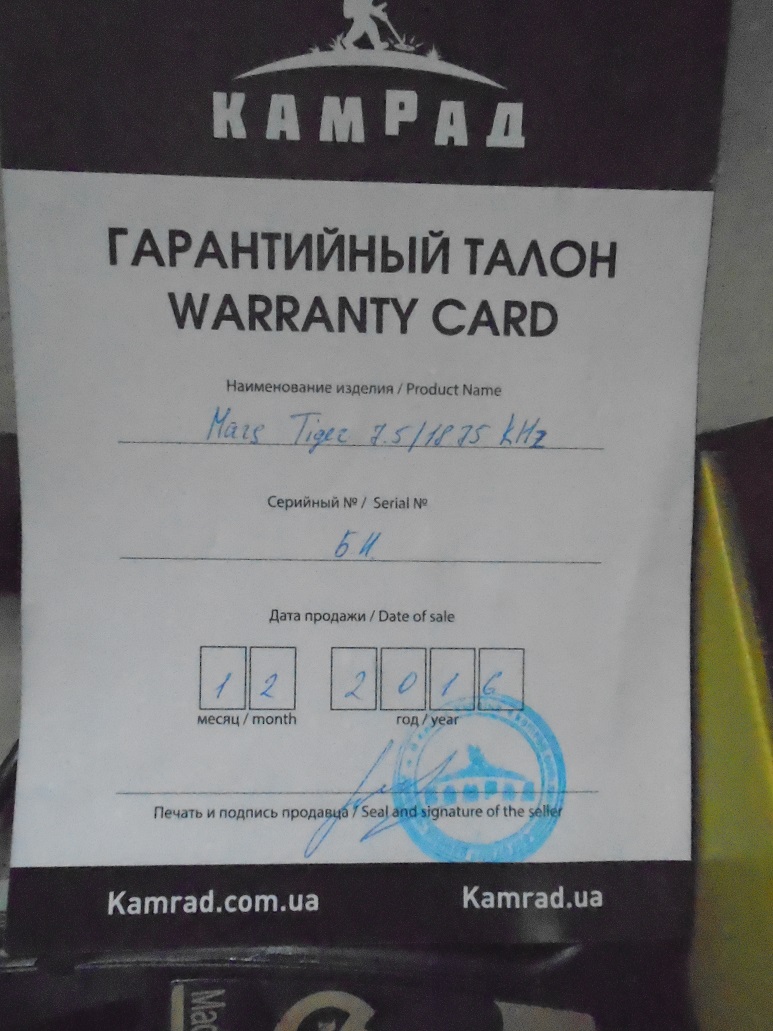 КАМРАД
ГАРАНТИЙНЫЙ ТАЛОН
WARRANTY CARD
Наименование изделия / Product Name
Mars Tiger 7.5/18.75 kHz
Серийный № / Serial №
БН
Дата продажи / Date of sale
1 2 2 0 1 6
месяц / month год / year
КАМРАД
Печать и подпись продавца / Seal and signature of the seller
Kamrad.com.ua Kamrad.ua